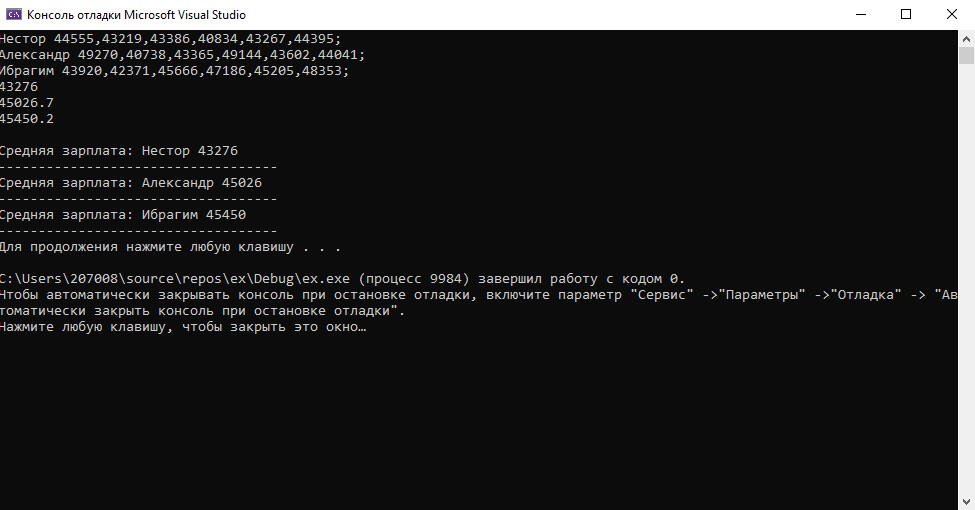 Консоль отладки Microsoft Visual Studio
Нестор 44555,43219,43386,40834,43267,44395;
Александр 49270,40738,43365,49144,43602,44041;
Ибрагим 43920,42371,45666,47186,45205,48353;
43276
45026.7
45450.2
Средняя зарплата: Нестор 43276
-----------------------------------
Средняя зарплата: Александр 45026
-----------------------------------
Средняя зарплата: Ибрагим 45450
-----------------------------------
Для продолжения нажмите любую клавишу . . .
C:\Users\207008\source\repos\ex\Debug\ex.exe (процесс 9984) завершил работу с кодом 0.
Чтобы автоматически закрывать консоль при остановке отладки, включите параметр "Сервис" ->"Параметры" ->"Отладка" -> "Ав
томатически закрыть консоль при остановке отладки".
Нажмите любую клавишу, чтобы закрыть это окно…